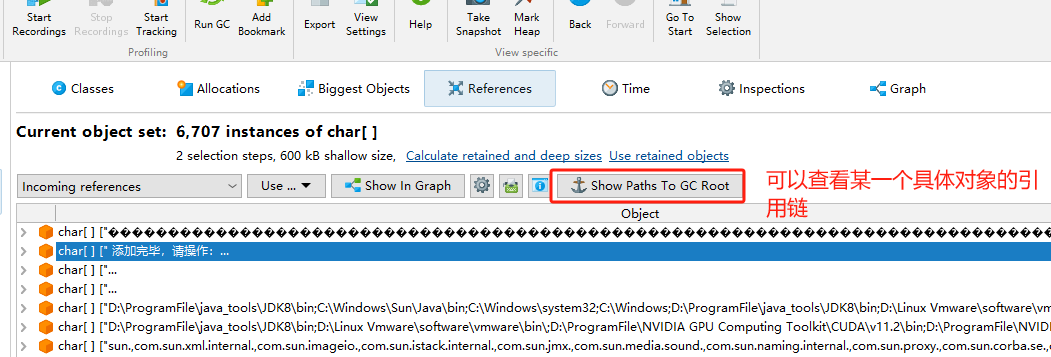 Start Recordings
Stop Recordings
Start Tracking
Run GC
Add Bookmark
Export
View Settings
Help
Take Snapshot
Mark Heap
Back
Forward
Go To Start
Show Selection
Profiling
View specific
Classes
Allocations
Biggest Objects
References
Time
Inspections
Graph
Current object set: 6,707 instances of char[ ]
2 selection steps, 600 kB shallow size, Calculate retained and deep sizes Use retained objects
Incoming references
Use ...
Show In Graph
Show Paths To GC Root
可以查看某一个具体对象的引
用链
Object
char[ ] ["����������������������������������������
char[ ] [" 添加完毕，请操作: ...
char[ ] ["...
char[ ] ["...
char[ ] ["D:\ProgramFile\java_tools\JDK8\bin;C:\Windows\Sun\Java\bin;C:\Windows\system32;C:\Windows;D:\ProgramFile\java_tools\JDK8\bin;D:\Linux Vmware\software\vm
char[ ] ["D:\ProgramFile\java_tools\JDK8\bin;D:\Linux Vmware\software\vmware\bin\;D:\ProgramFile\NVIDIA GPU Computing Toolkit\CUDA\v11.2\bin;D:\ProgramFile\NVI
char[ ] ["sun.,com.sun.xml.internal.,com.sun.imageio.,com.sun.istack.internal.,com.sun.jmx.,com.sun.media.sound.,com.sun.naming.internal.,com.sun.proxy.,com.sun.corba.se.,